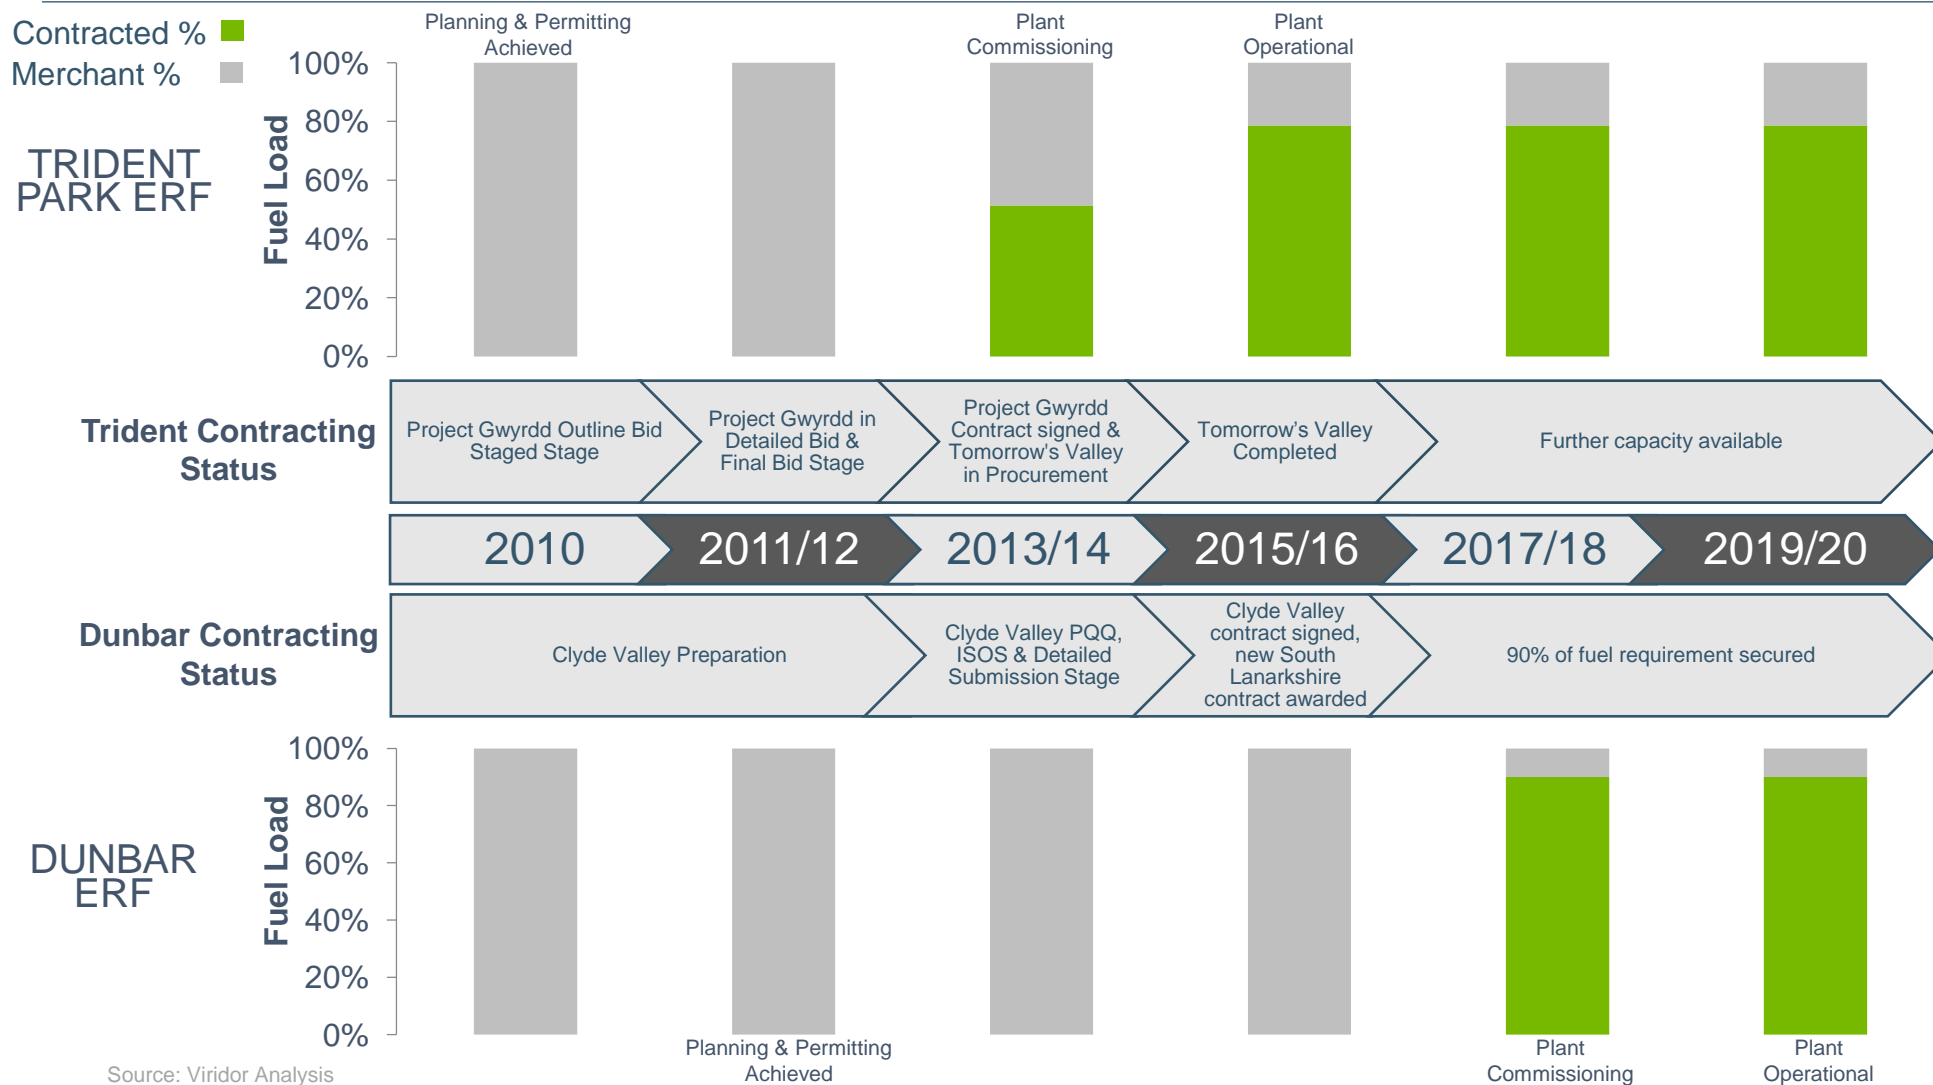 Contracted %
Merchant %
Planning & Permitting
Achieved
Plant
Commissioning
Plant
Operational
TRIDENT
PARK ERF
Fuel Load
100%
80%
60%
40%
20%
0%
Trident Contracting
Status
Project Gwyrdd Outline Bid
Staged Stage
Project Gwyrdd in
Detailed Bid &
Final Bid Stage
Project Gwyrdd
Contract signed &
Tomorrow's Valley
in Procurement
Tomorrow’s Valley
Completed
Further capacity available
2010
2011/12
2013/14
2015/16
2017/18
2019/20
Dunbar Contracting
Status
Clyde Valley Preparation
Clyde Valley PQQ,
ISOS & Detailed
Submission Stage
Clyde Valley
contract signed,
new South
Lanarkshire
contract awarded
90% of fuel requirement secured
DUNBAR
ERF
Fuel Load
100%
80%
60%
40%
20%
0%
Planning & Permitting
Achieved
Plant
Commissioning
Plant
Operational
Source: Viridor Analysis